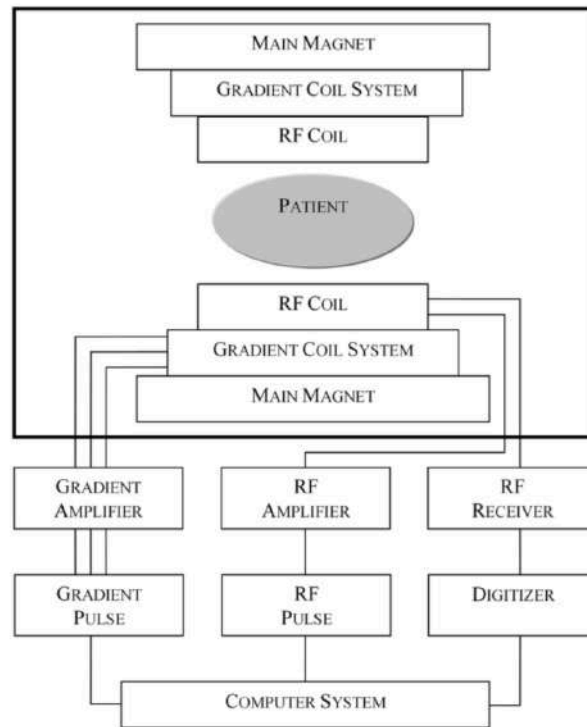 MAIN MAGNET
GRADIENT COIL SYSTEM
RF COIL
PATIENT
RF COIL
GRADIENT COIL SYSTEM
MAIN MAGNET
GRADIENT
AMPLIFIER
RF
AMPLIFIER
RF
RECEIVER
GRADIENT
PULSE
RF
PULSE
DIGITIZER
COMPUTER SYSTEM